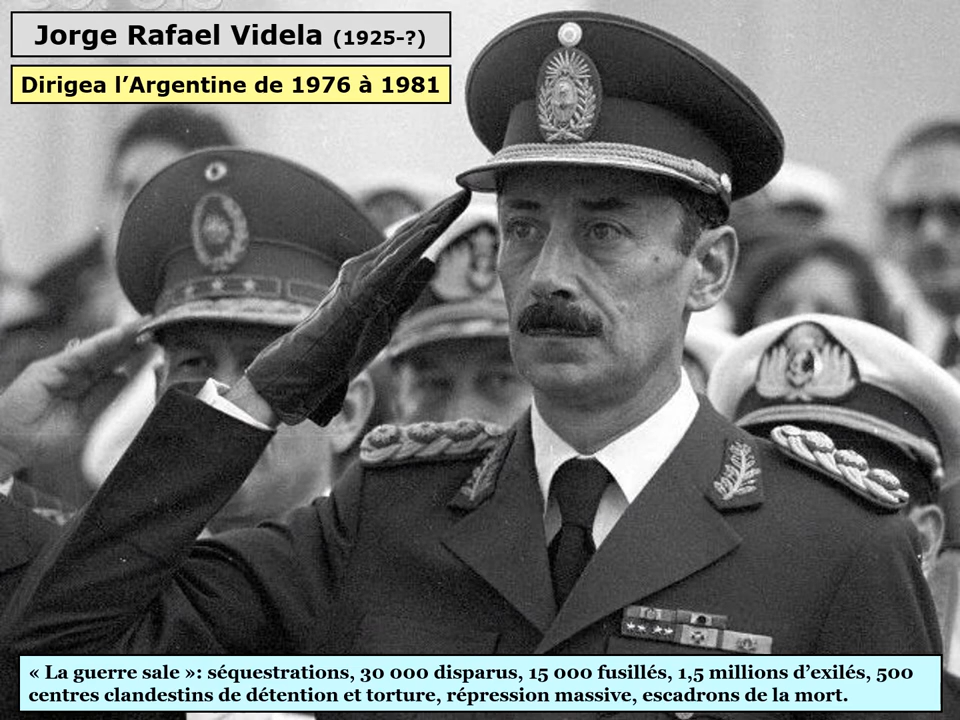 Jorge Rafael Videla (1925-?)
Dirigea l’Argentine de 1976 à 1981
« La guerre sale »: séquestrations, 30 000 disparus, 15 000 fusillés, 1,5 millions d’exilés, 500
centres clandestins de détention et torture, répression massive, escadrons de la mort.